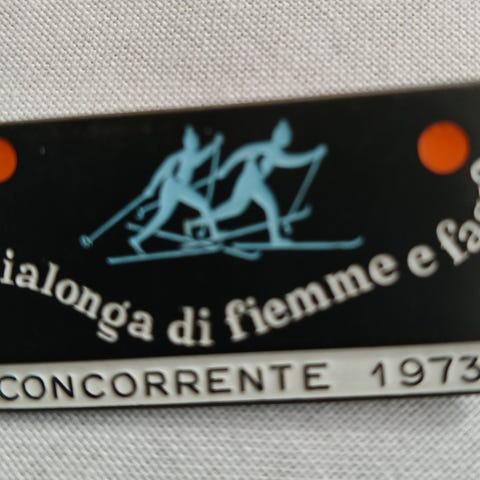 ialonga di fiemme e fa
CONCORRENTE 1973